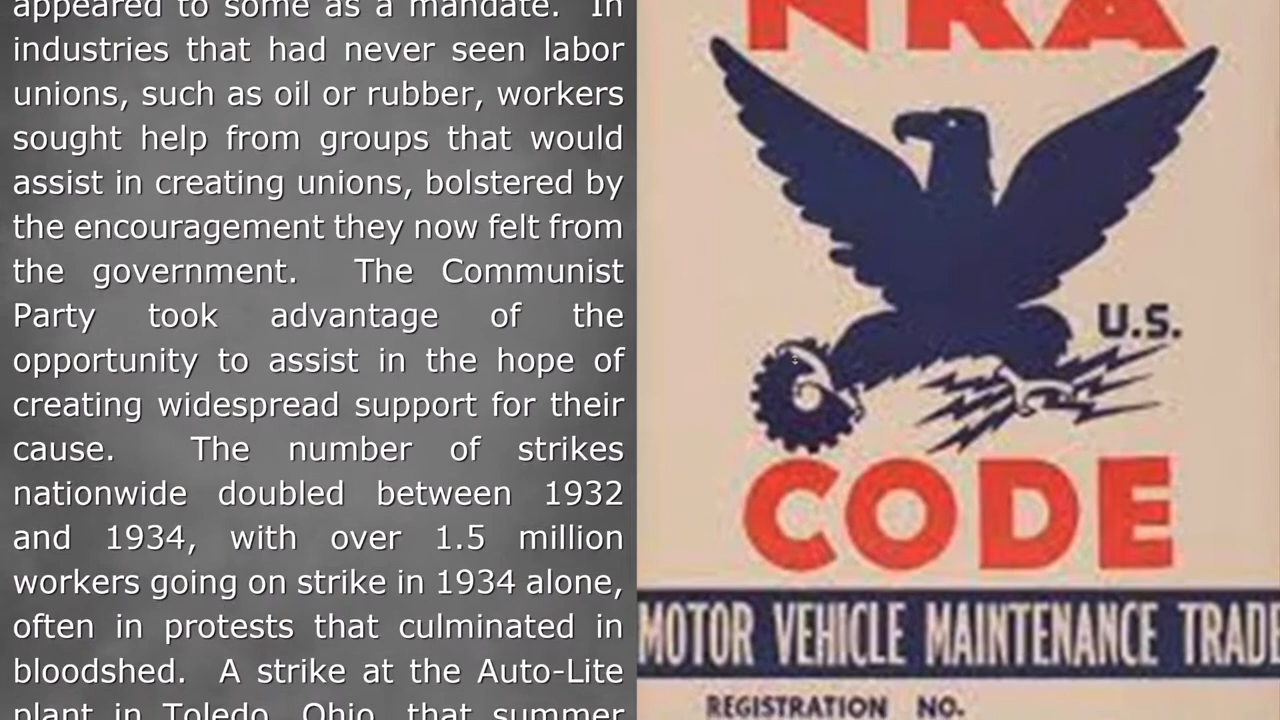 appeared to some as a mandate. In
industries that had never seen labor
unions, such as oil or rubber, workers
sought help from groups that would
assist in creating unions, bolstered by
the encouragement they now felt from
the government. The Communist
Party took advantage of the
opportunity to assist in the hope of
creating widespread support for their
cause. The number of strikes
nationwide doubled between 1932
and 1934, with over 1.5 million
workers going on strike in 1934 alone,
often in protests that culminated in
bloodshed. A strike at the Auto-Lite
plant in Toledo, Ohio, that summer
NRA
U.S.
CODE
MOTOR VEHICLE MAINTENANCE TRADE
REGISTRATION NO.